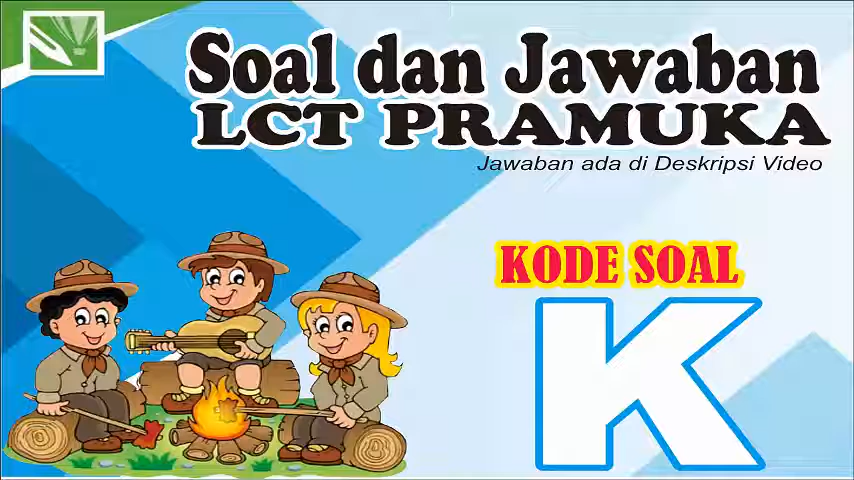 Soal dan Jawaban
LCT PRAMUKA
Jawaban ada di Deskripsi Video
KODE SOAL
K